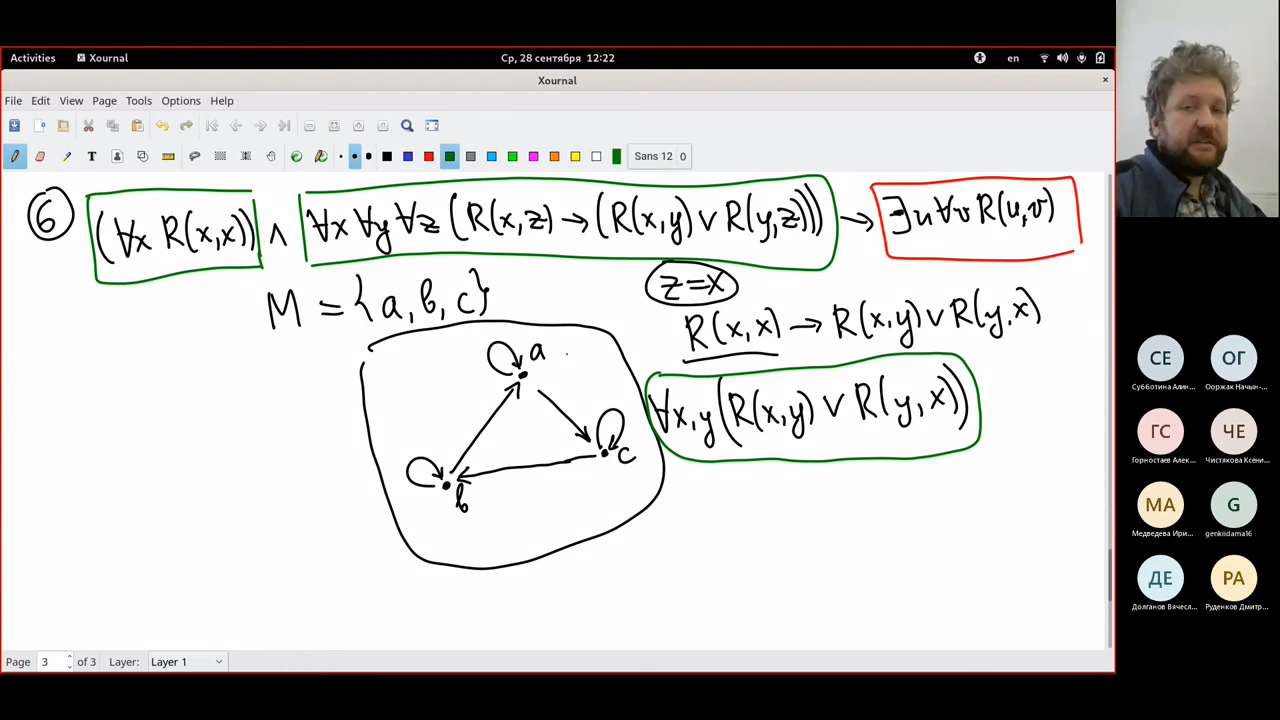 Activities Xournal Ср, 28 сентября 12:22 en
Xournal ×
File Edit View Page Tools Options Help
T Sans 12 0
⑥ (∀x R(x,x)) ∧ ∀x ∀y ∀z (R(x,z) → (R(x,y) ∨ R(y,z))) → ∃u ∀v R(u,v)
M = {a, b, c}
z=x
R(x,x) → R(x,y) ∨ R(y,x)
a
∀x,y (R(x,y) ∨ R(y,x))
c
b
СЕ ОГ
Субботина Алин... Ооржак Начын-...
ГС ЧЕ
Горностаев Алек... Чистякова Ксени...
МА G
Медведева Ири... genkiidama16
ДЕ РА
Долганов Вячесл... Руденков Дмитр...
Page 3 of 3 Layer: Layer 1